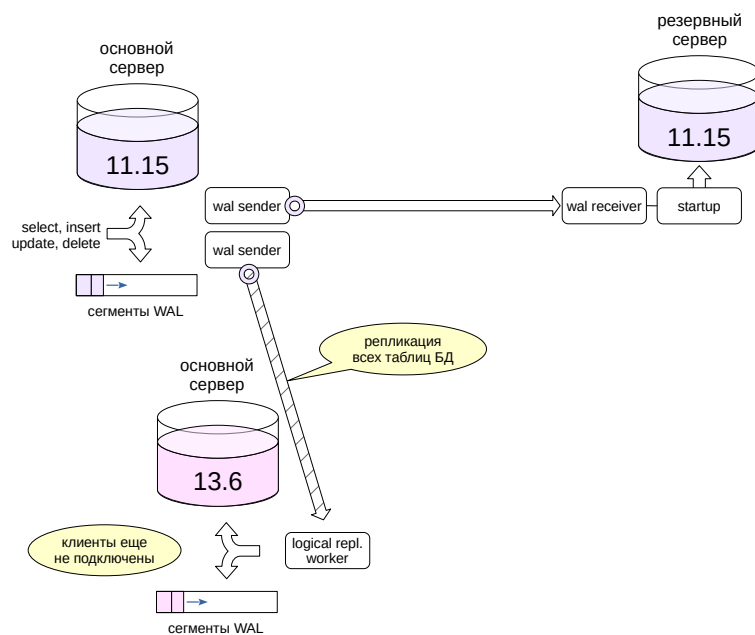 основной
сервер
11.15
резервный
сервер
11.15
wal sender
wal receiver
startup
select, insert
update, delete
wal sender
сегменты WAL
репликация
всех таблиц БД
основной
сервер
13.6
клиенты еще
не подключены
logical repl.
worker
сегменты WAL